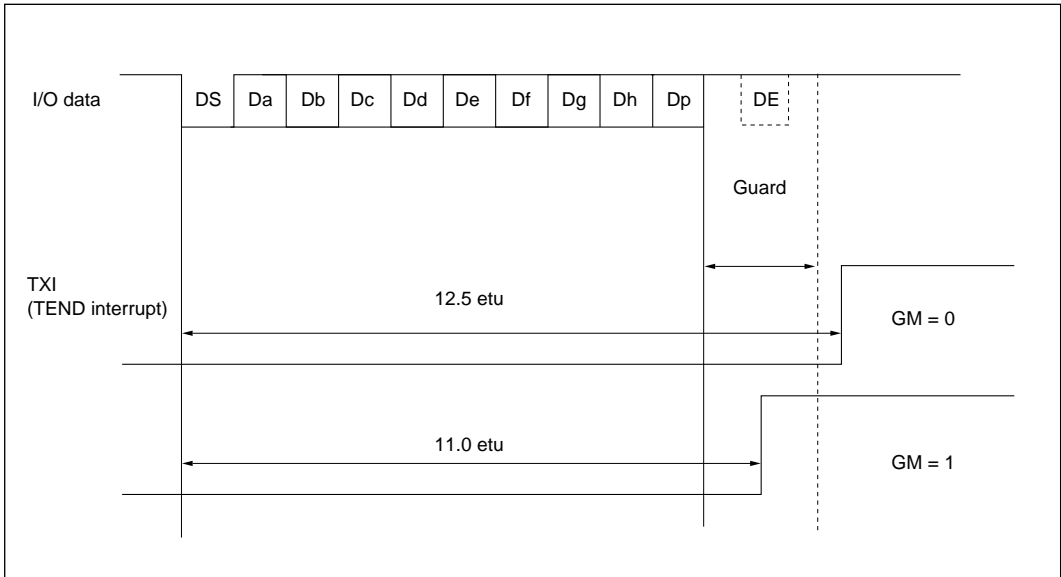 I/O data
DS Da Db Dc Dd De Df Dg Dh Dp DE
Guard
TXI
(TEND interrupt)
12.5 etu
GM = 0
11.0 etu
GM = 1